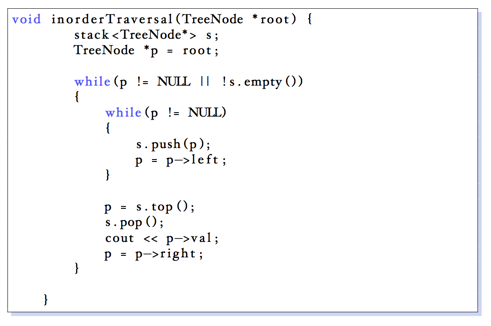 void inorderTraversal(TreeNode *root) {
stack<TreeNode*> s;
TreeNode *p = root;
while(p != NULL || !s.empty())
{
while(p != NULL)
{
s.push(p);
p = p->left;
}
p = s.top();
s.pop();
cout << p->val;
p = p->right;
}
}